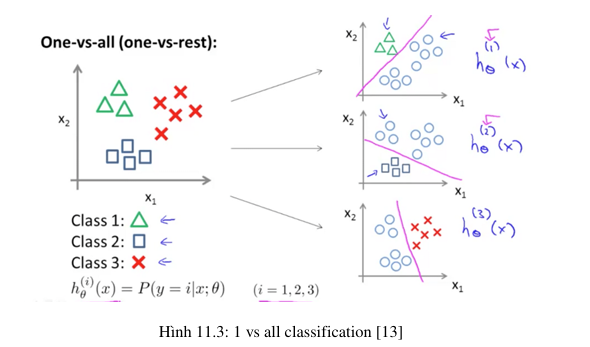 One-vs-all (one-vs-rest):
x₂
x₁
Class 1:
Class 2:
Class 3:
h_θ^(i)(x) = P(y = i|x; θ) (i = 1, 2, 3)
x₂
x₁
h_θ^(1)(x)
x₂
x₁
h_θ^(2)(x)
x₂
x₁
h_θ^(3)(x)
Hình 11.3: 1 vs all classification [13]